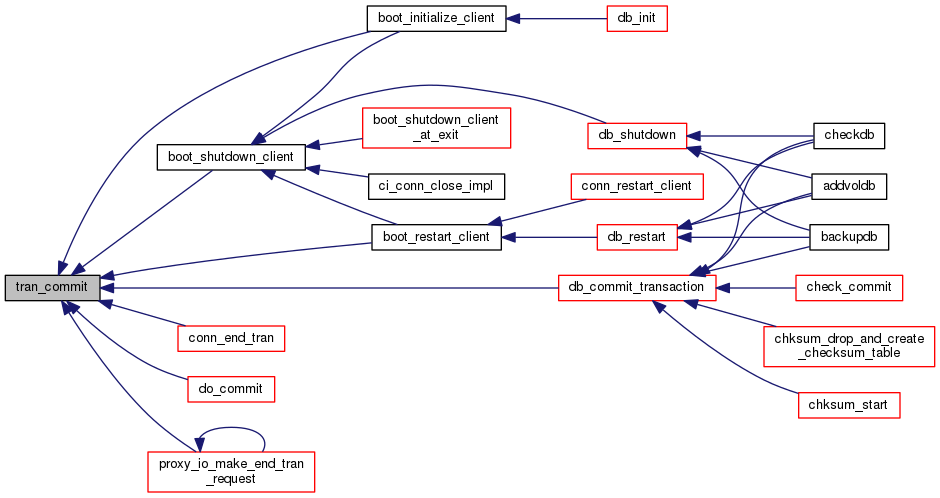 boot_initialize_client
db_init
boot_shutdown_client
_at_exit
db_shutdown
checkdb
boot_shutdown_client
ci_conn_close_impl
conn_restart_client
addvoldb
boot_restart_client
db_restart
backupdb
tran_commit
db_commit_transaction
check_commit
conn_end_tran
chksum_drop_and_create
_checksum_table
do_commit
chksum_start
proxy_io_make_end_tran
_request